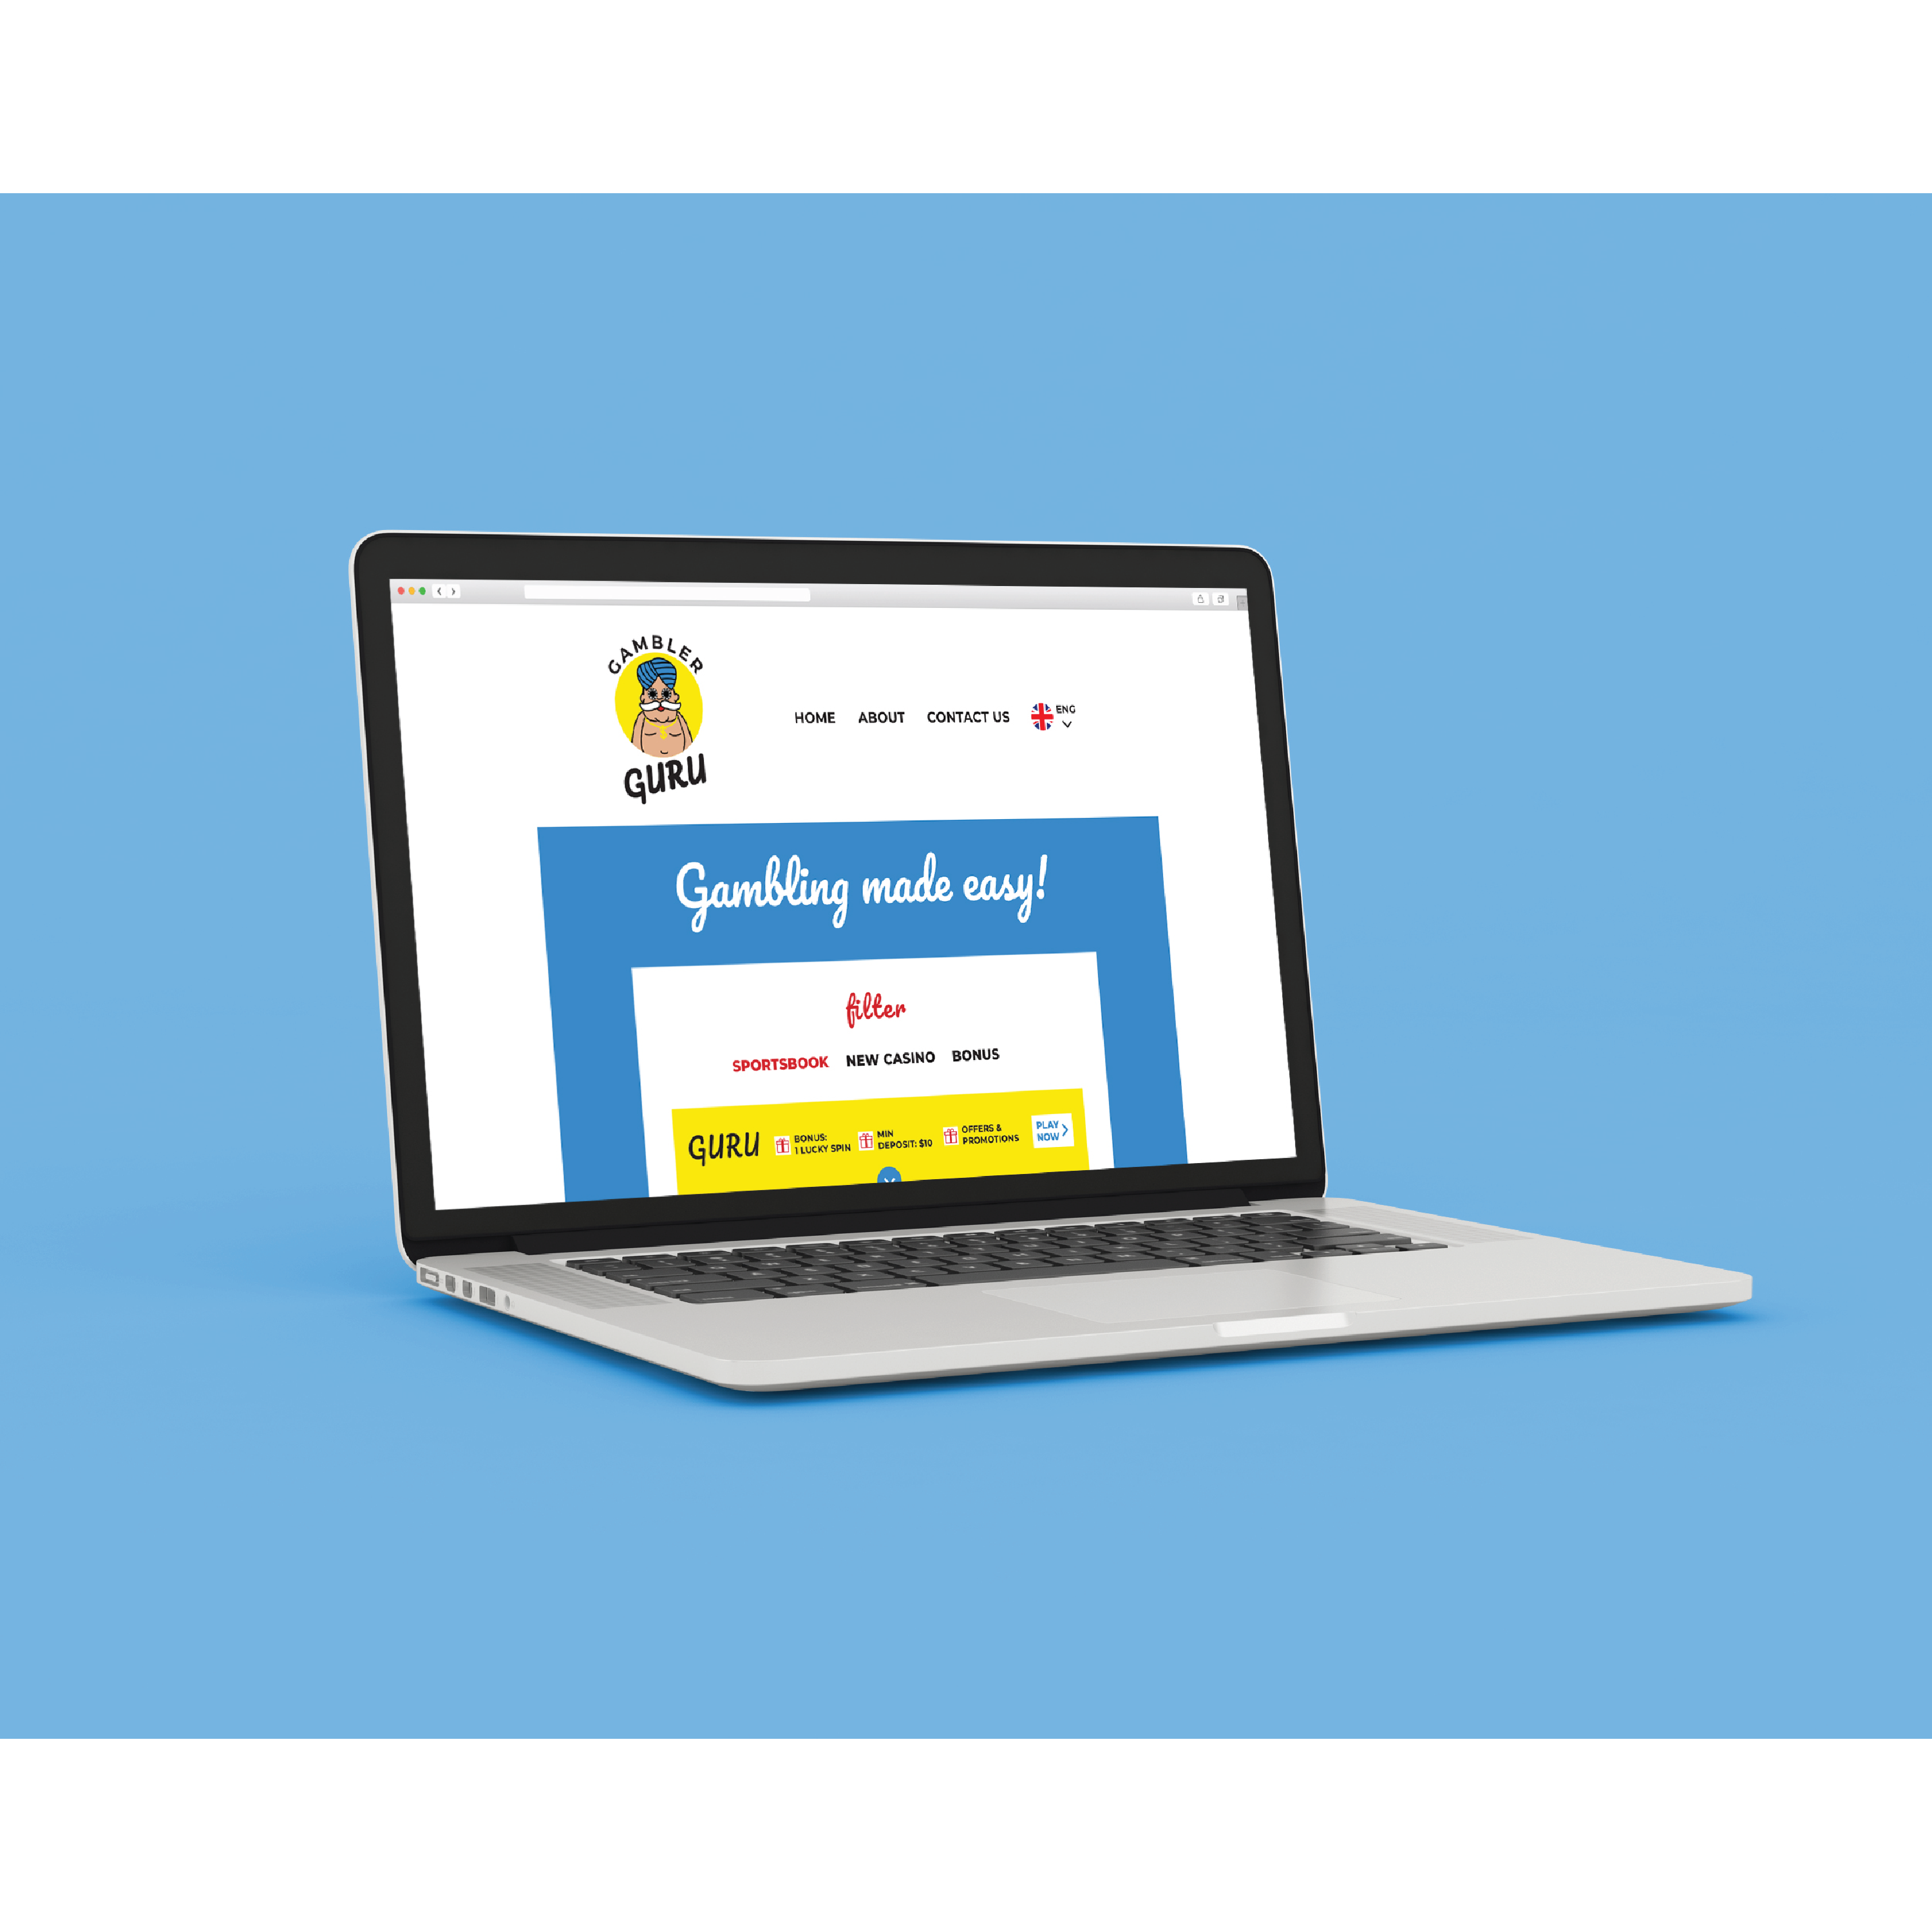 GAMBLER
GURU
HOME ABOUT CONTACT US ENG
Gambling made easy!
filter
SPORTSBOOK NEW CASINO BONUS
GURU
BONUS:
1 LUCKY SPIN
MIN
DEPOSIT: $10
OFFERS &
PROMOTIONS
PLAY
NOW